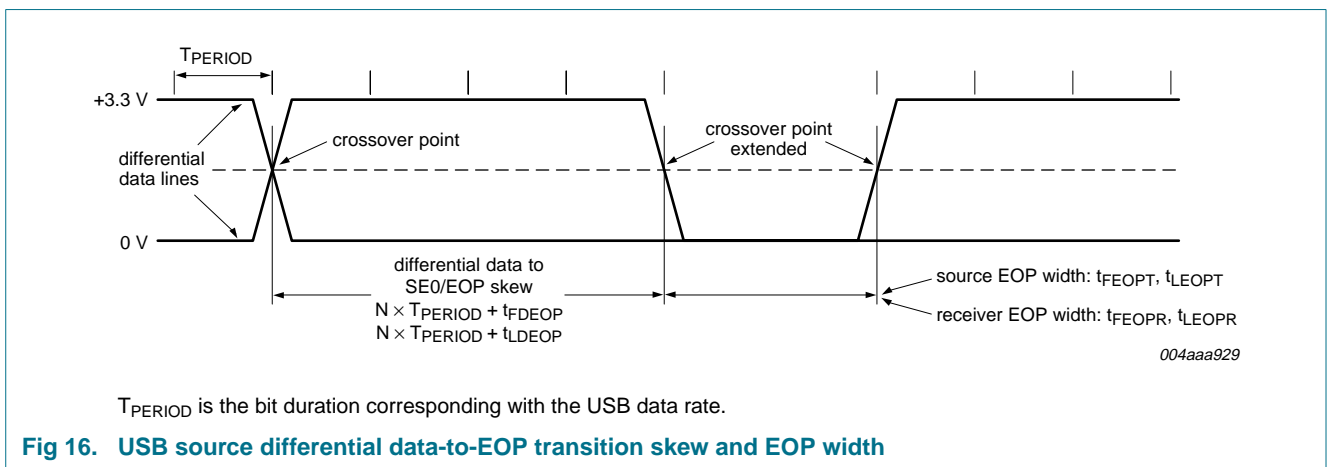 TPERIOD
+3.3 V
crossover point
crossover point
extended
differential
data lines
0 V
differential data to
SE0/EOP skew
N × TPERIOD + tFDEOP
N × TPERIOD + tLDEOP
source EOP width: tFEOPT, tLEOPT
receiver EOP width: tFEOPR, tLEOPR
004aaa929
TPERIOD is the bit duration corresponding with the USB data rate.
Fig 16. USB source differential data-to-EOP transition skew and EOP width